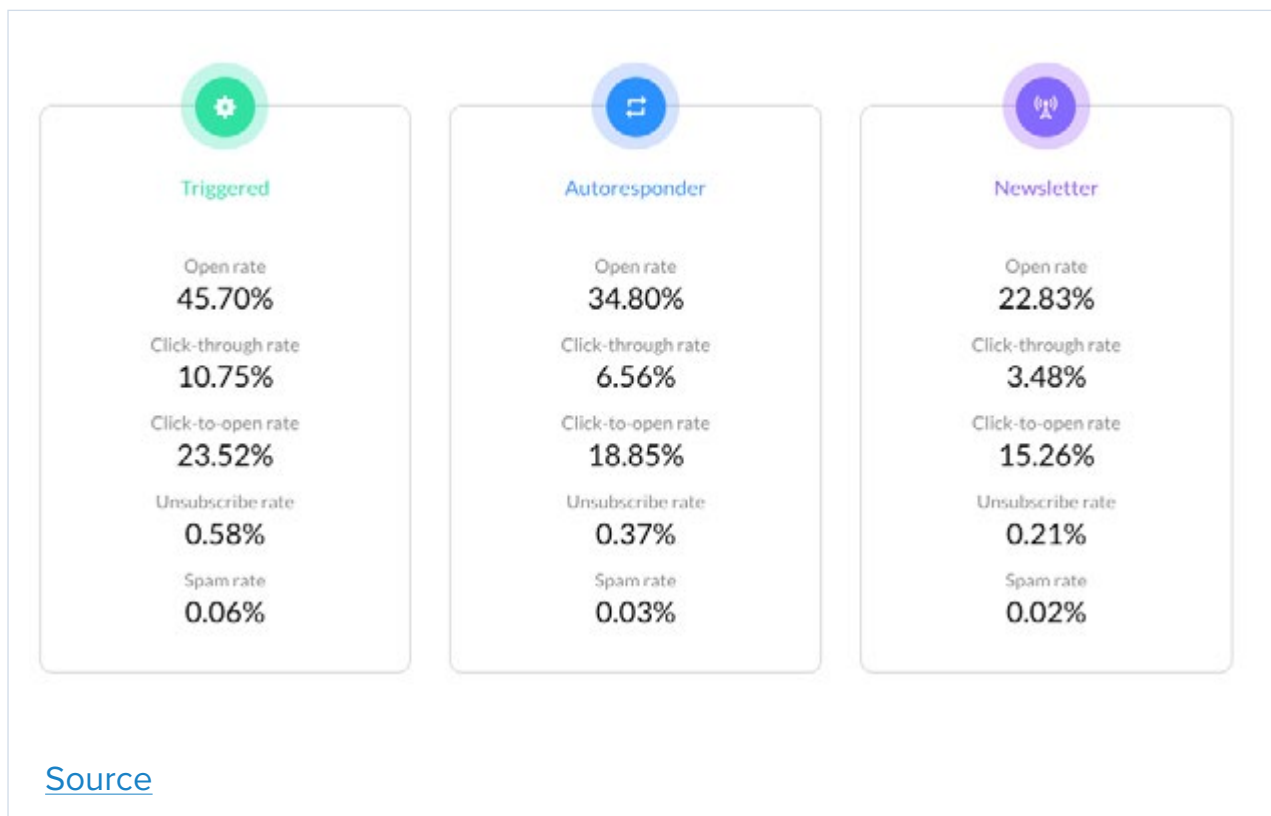 Triggered
Open rate
45.70%
Click-through rate
10.75%
Click-to-open rate
23.52%
Unsubscribe rate
0.58%
Spam rate
0.06%
Autoresponder
Open rate
34.80%
Click-through rate
6.56%
Click-to-open rate
18.85%
Unsubscribe rate
0.37%
Spam rate
0.03%
Newsletter
Open rate
22.83%
Click-through rate
3.48%
Click-to-open rate
15.26%
Unsubscribe rate
0.21%
Spam rate
0.02%
Source